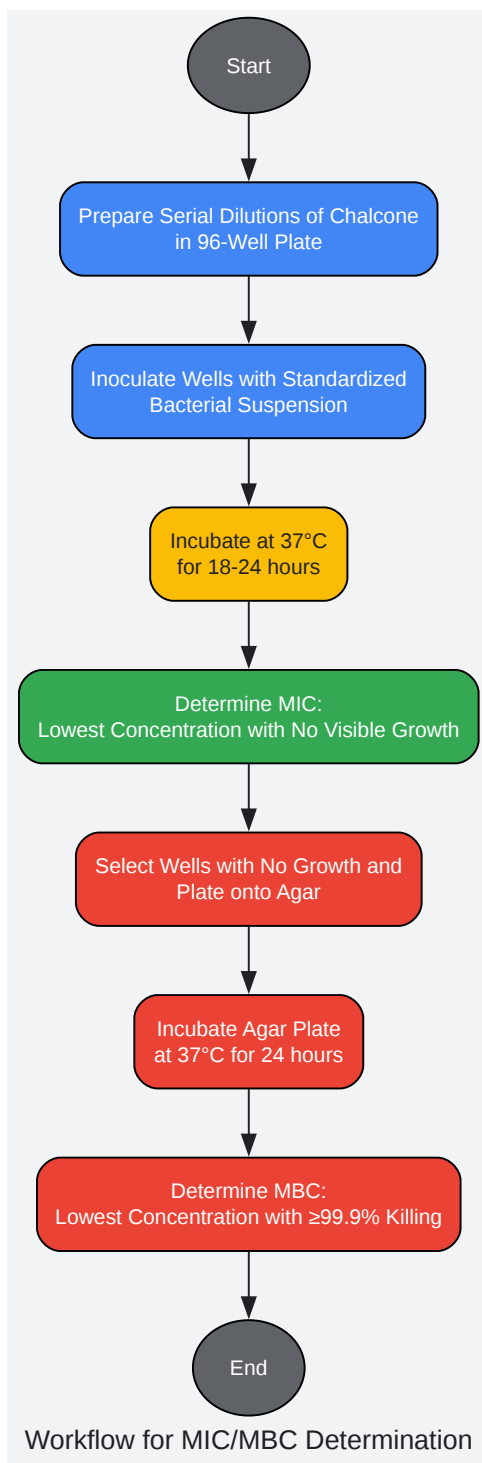 Start
Prepare Serial Dilutions of Chalcone
in 96-Well Plate
Inoculate Wells with Standardized
Bacterial Suspension
Incubate at 37°C
for 18-24 hours
Determine MIC:
Lowest Concentration with No Visible Growth
Select Wells with No Growth and
Plate onto Agar
Incubate Agar Plate
at 37°C for 24 hours
Determine MBC:
Lowest Concentration with ≥99.9% Killing
End
Workflow for MIC/MBC Determination